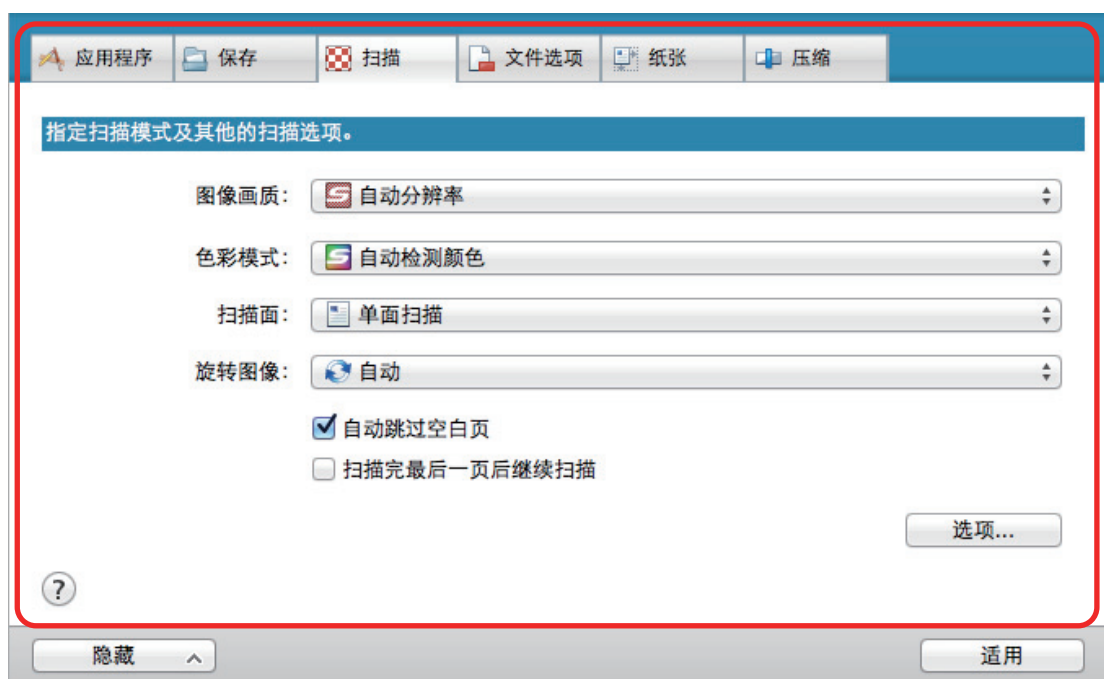 应用程序 保存 扫描 文件选项 纸张 压缩
指定扫描模式及其他的扫描选项。
图像画质： 自动分辨率
色彩模式： 自动检测颜色
扫描面： 单面扫描
旋转图像： 自动
自动跳过空白页
扫描完最后一页后继续扫描
选项...
?
隐藏 适用